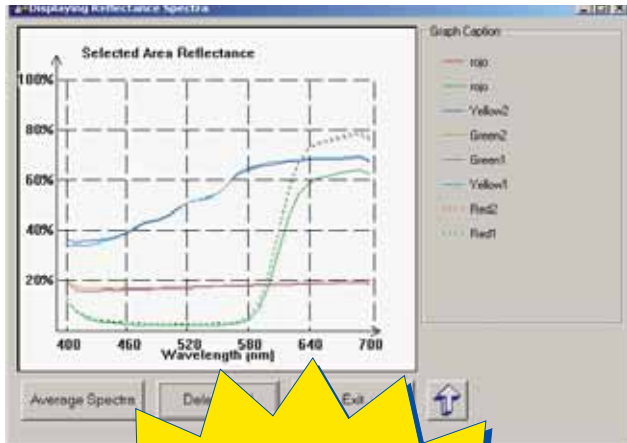 Displaying Reflectance Spectra
Selected Area Reflectance
100%
80%
60%
40%
20%
400 460 520 580 640 700
Wavelength (nm)
Graph Caption
rojo
rojo
Yellow2
Green2
Green1
Yellow1
Red2
Red1
Average Spectra
Dele
Exit